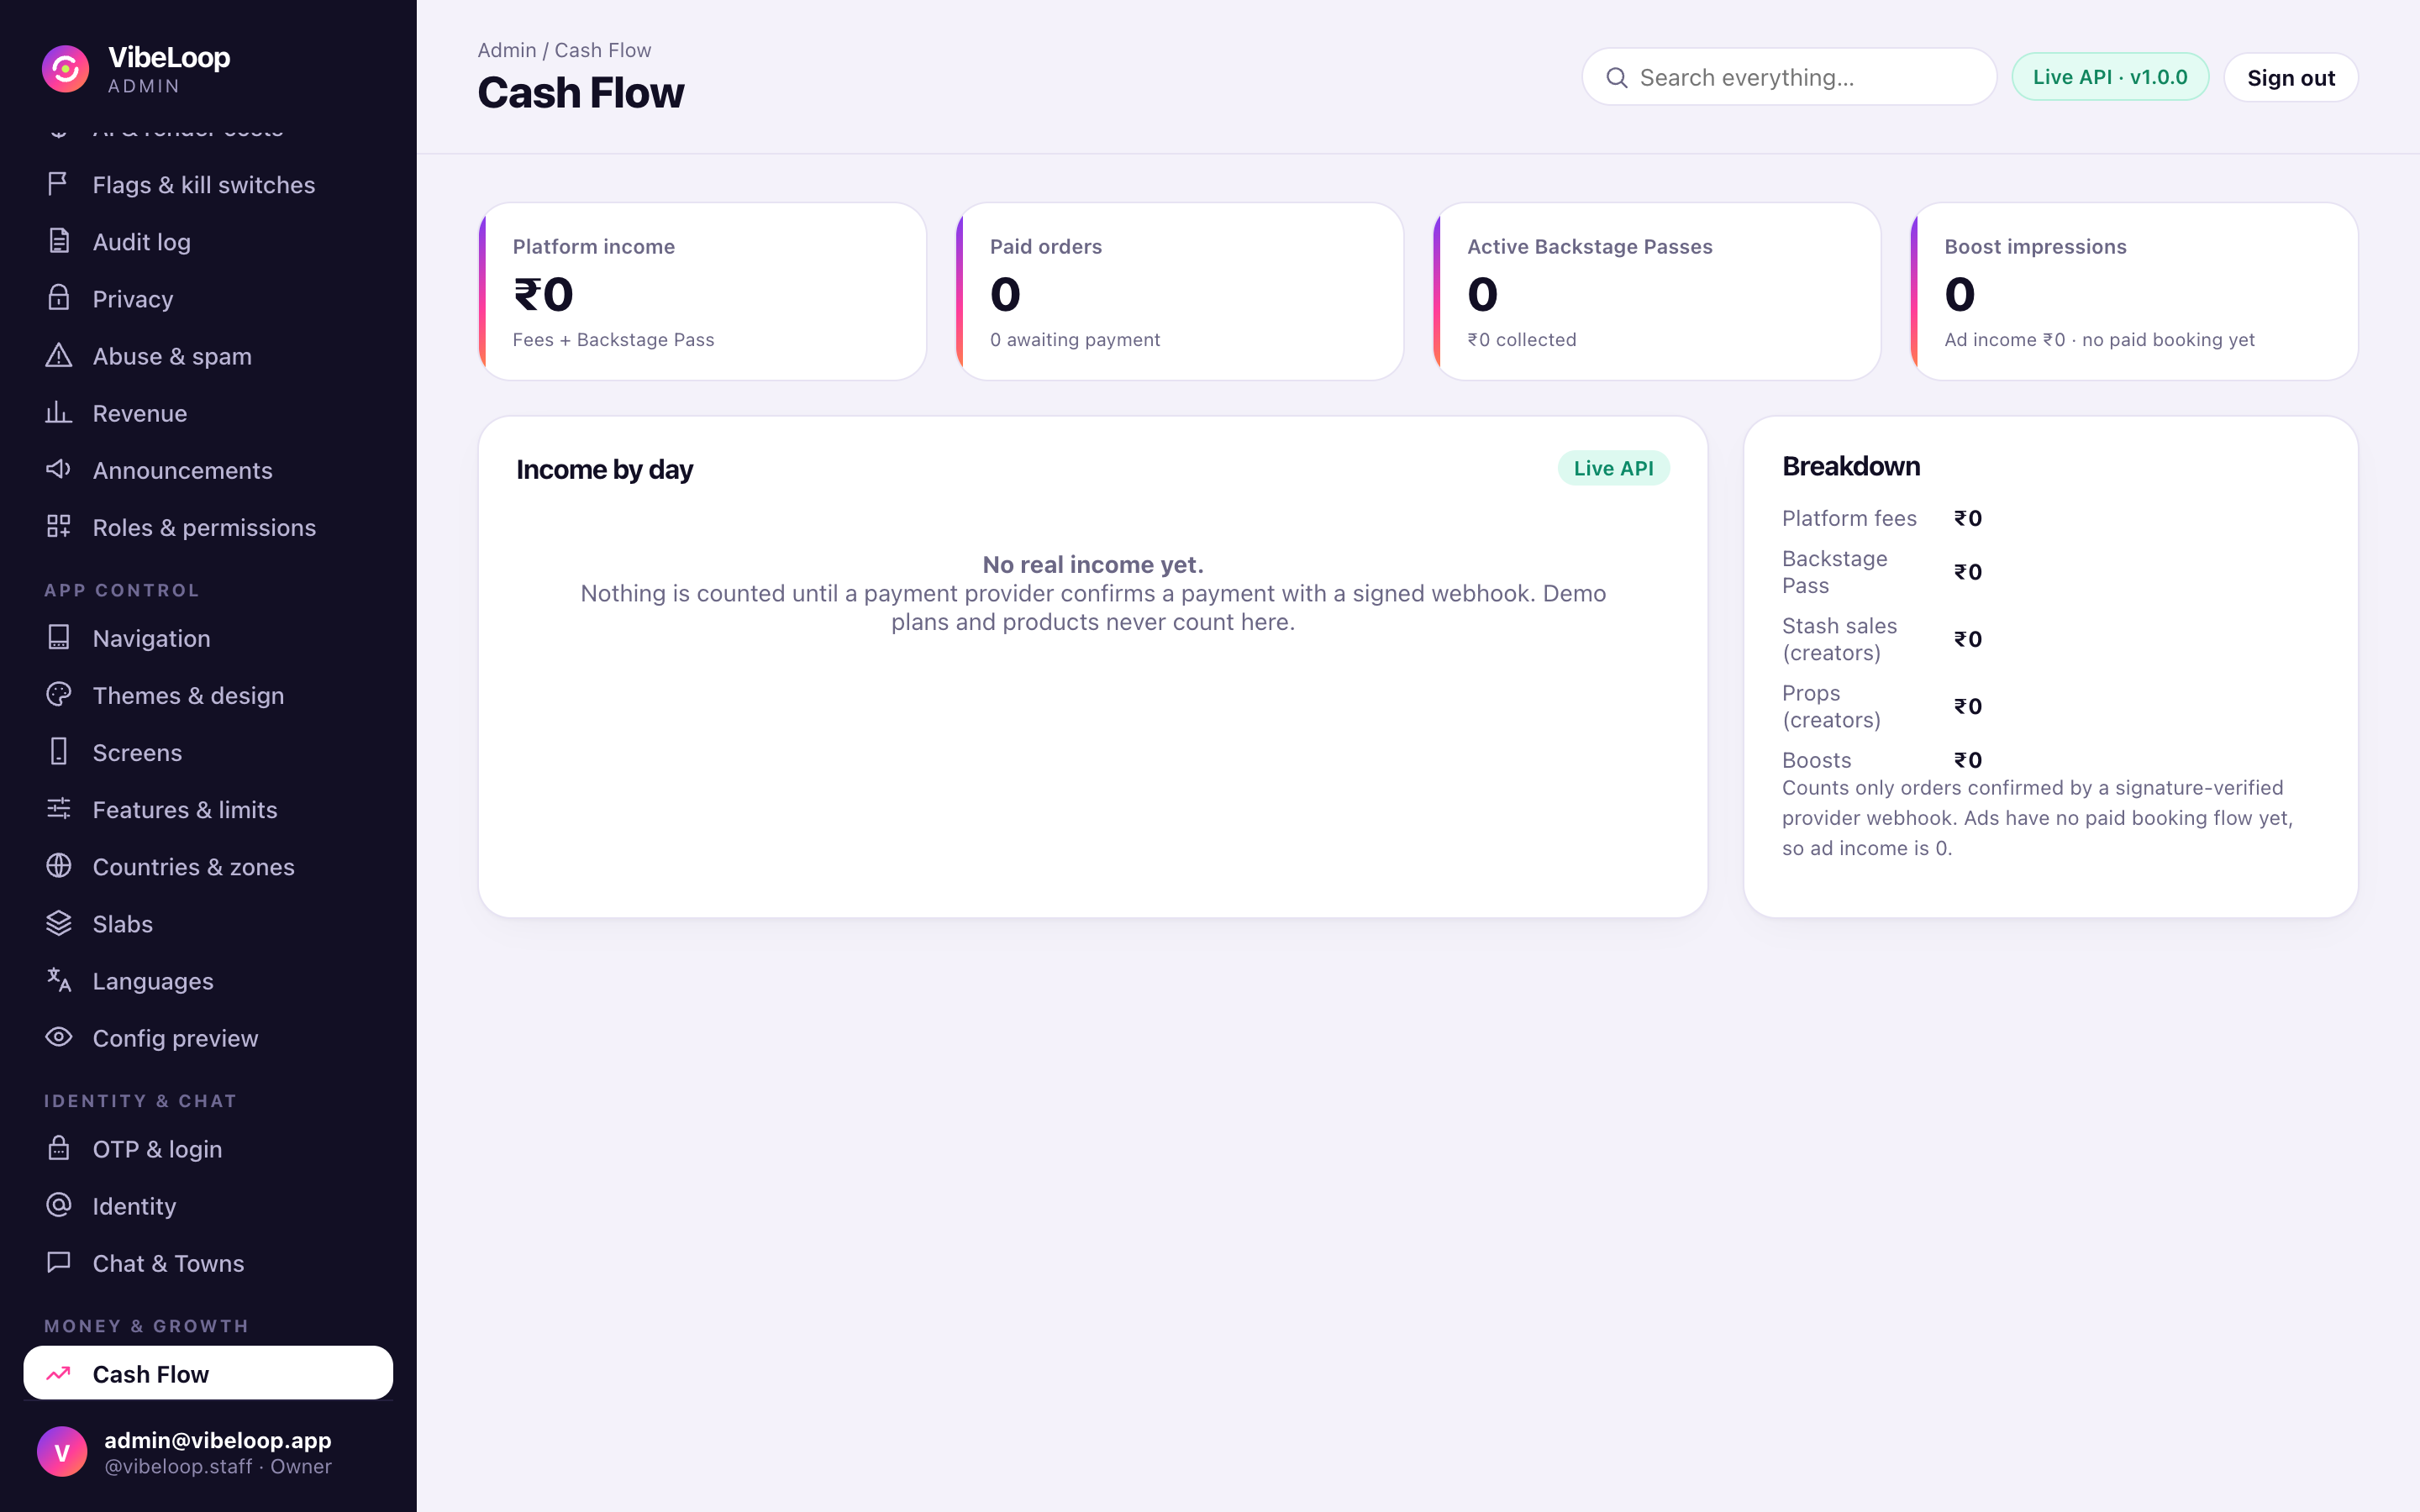 VibeLoop
ADMIN
Flags & kill switches
Audit log
Privacy
Abuse & spam
Revenue
Announcements
Roles & permissions
APP CONTROL
Navigation
Themes & design
Screens
Features & limits
Countries & zones
Slabs
Languages
Config preview
IDENTITY & CHAT
OTP & login
Identity
Chat & Towns
MONEY & GROWTH
Cash Flow
V
admin@vibeloop.app
@vibeloop.staff · Owner
Admin / Cash Flow
Cash Flow
Search everything...
Live API · v1.0.0
Sign out
Platform income
₹0
Fees + Backstage Pass
Paid orders
0
0 awaiting payment
Active Backstage Passes
0
₹0 collected
Boost impressions
0
Ad income ₹0 · no paid booking yet
Income by day
Live API
No real income yet.
Nothing is counted until a payment provider confirms a payment with a signed webhook. Demo
plans and products never count here.
Breakdown
Platform fees ₹0
Backstage
Pass ₹0
Stash sales
(creators) ₹0
Props
(creators) ₹0
Boosts ₹0
Counts only orders confirmed by a signature-verified
provider webhook. Ads have no paid booking flow yet,
so ad income is 0.